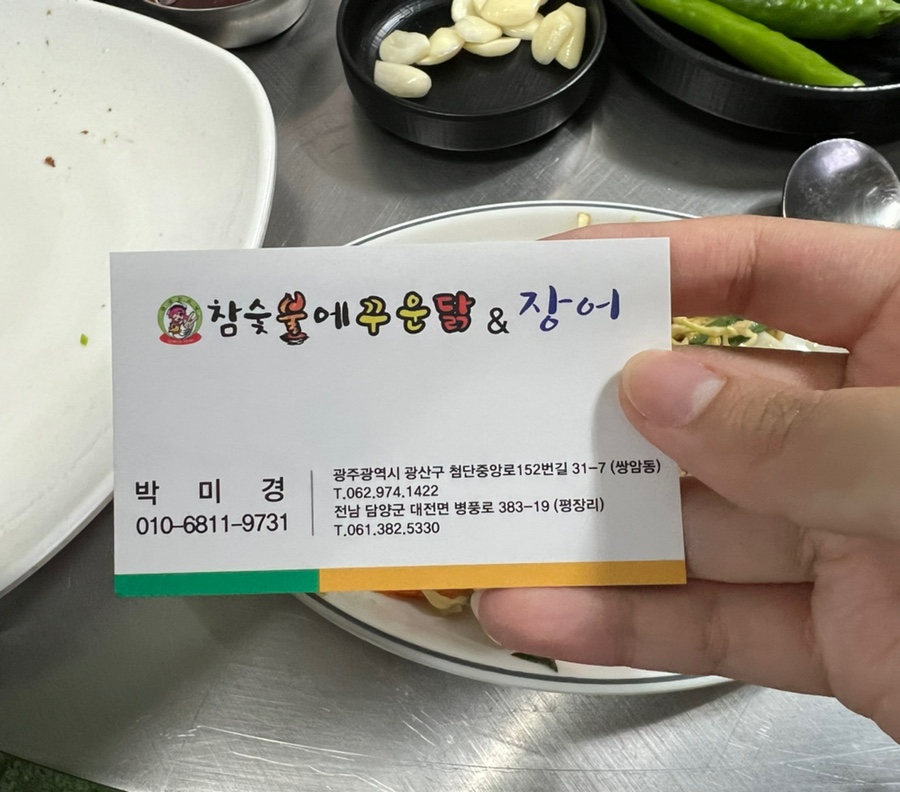 참숯불에꾸운닭 & 장어
박 미 경
010-6811-9731
광주광역시 광산구 첨단중앙로152번길 31-7 (쌍암동)
T.062.974.1422
전남 담양군 대전면 병풍로 383-19 (평장리)
T.061.382.5330